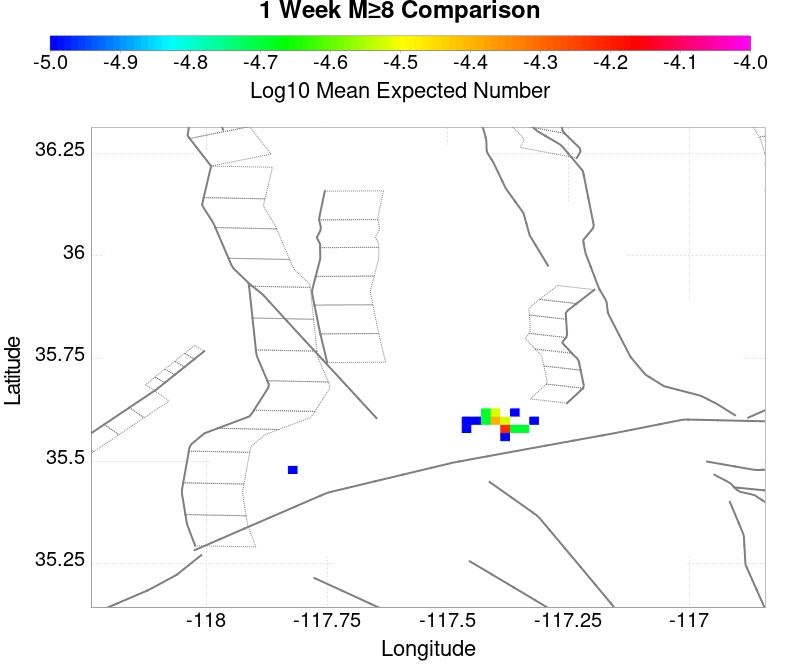 1 Week M≥8 Comparison
-5.0 -4.9 -4.8 -4.7 -4.6 -4.5 -4.4 -4.3 -4.2 -4.1 -4.0
Log10 Mean Expected Number
36.25
36
35.75
35.5
35.25
Latitude
-118 -117.75 -117.5 -117.25 -117
Longitude